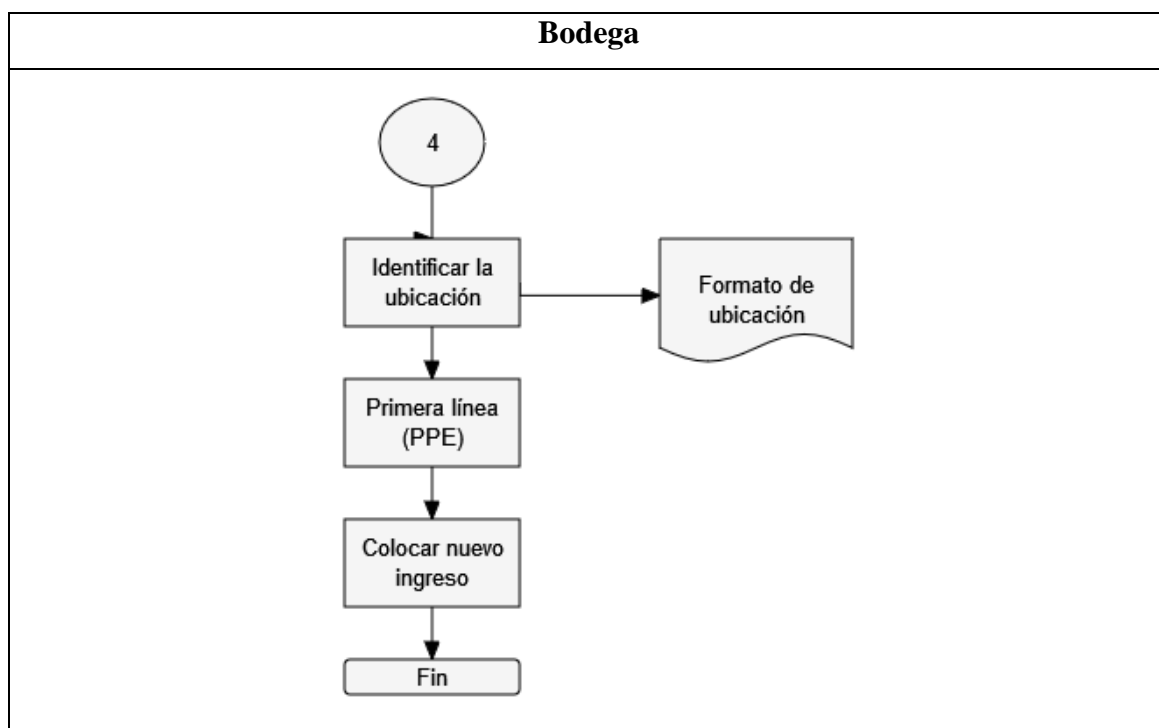 Bodega
4
Identificar la
ubicación
Formato de
ubicación
Primera línea
(PPE)
Colocar nuevo
ingreso
Fin